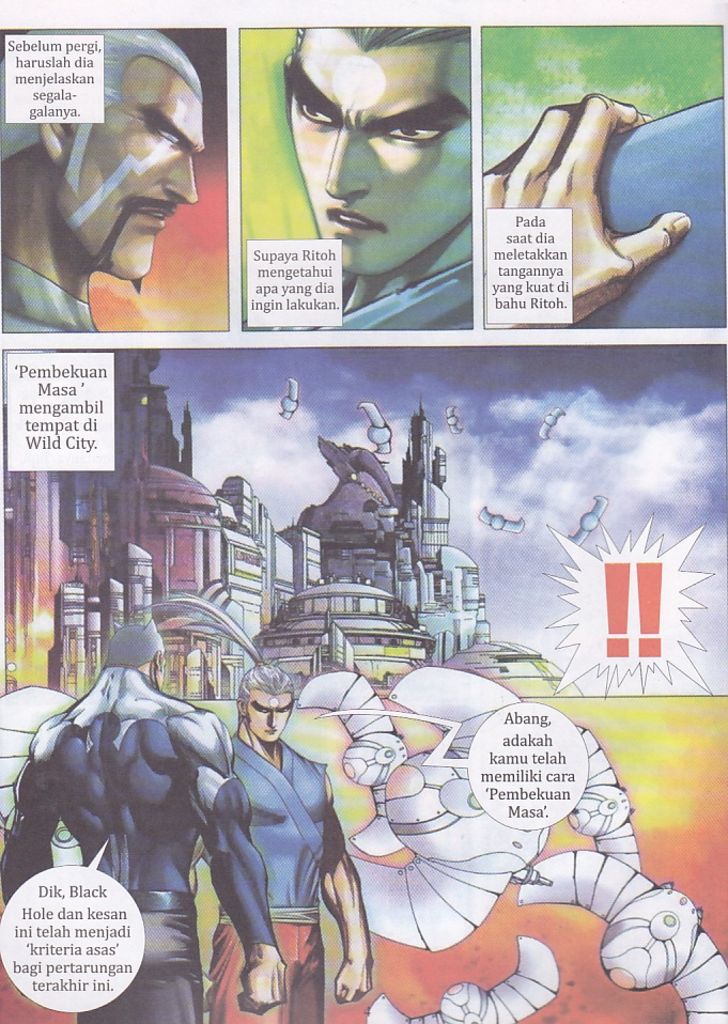 Sebelum pergi,
haruslah dia
menjelaskan
segala-
galanya.
Supaya Ritoh
mengetahui
apa yang dia
ingin lakukan.
Pada
saat dia
meletakkan
tangannya
yang kuat di
bahu Ritoh.
'Pembekuan
Masa '
mengambil
tempat di
Wild City.
!!
Abang,
adakah
kamu telah
memiliki cara
'Pembekuan
Masa'.
Dik, Black
Hole dan kesan
ini telah menjadi
'kriteria asas'
bagi pertarungan
terakhir ini.